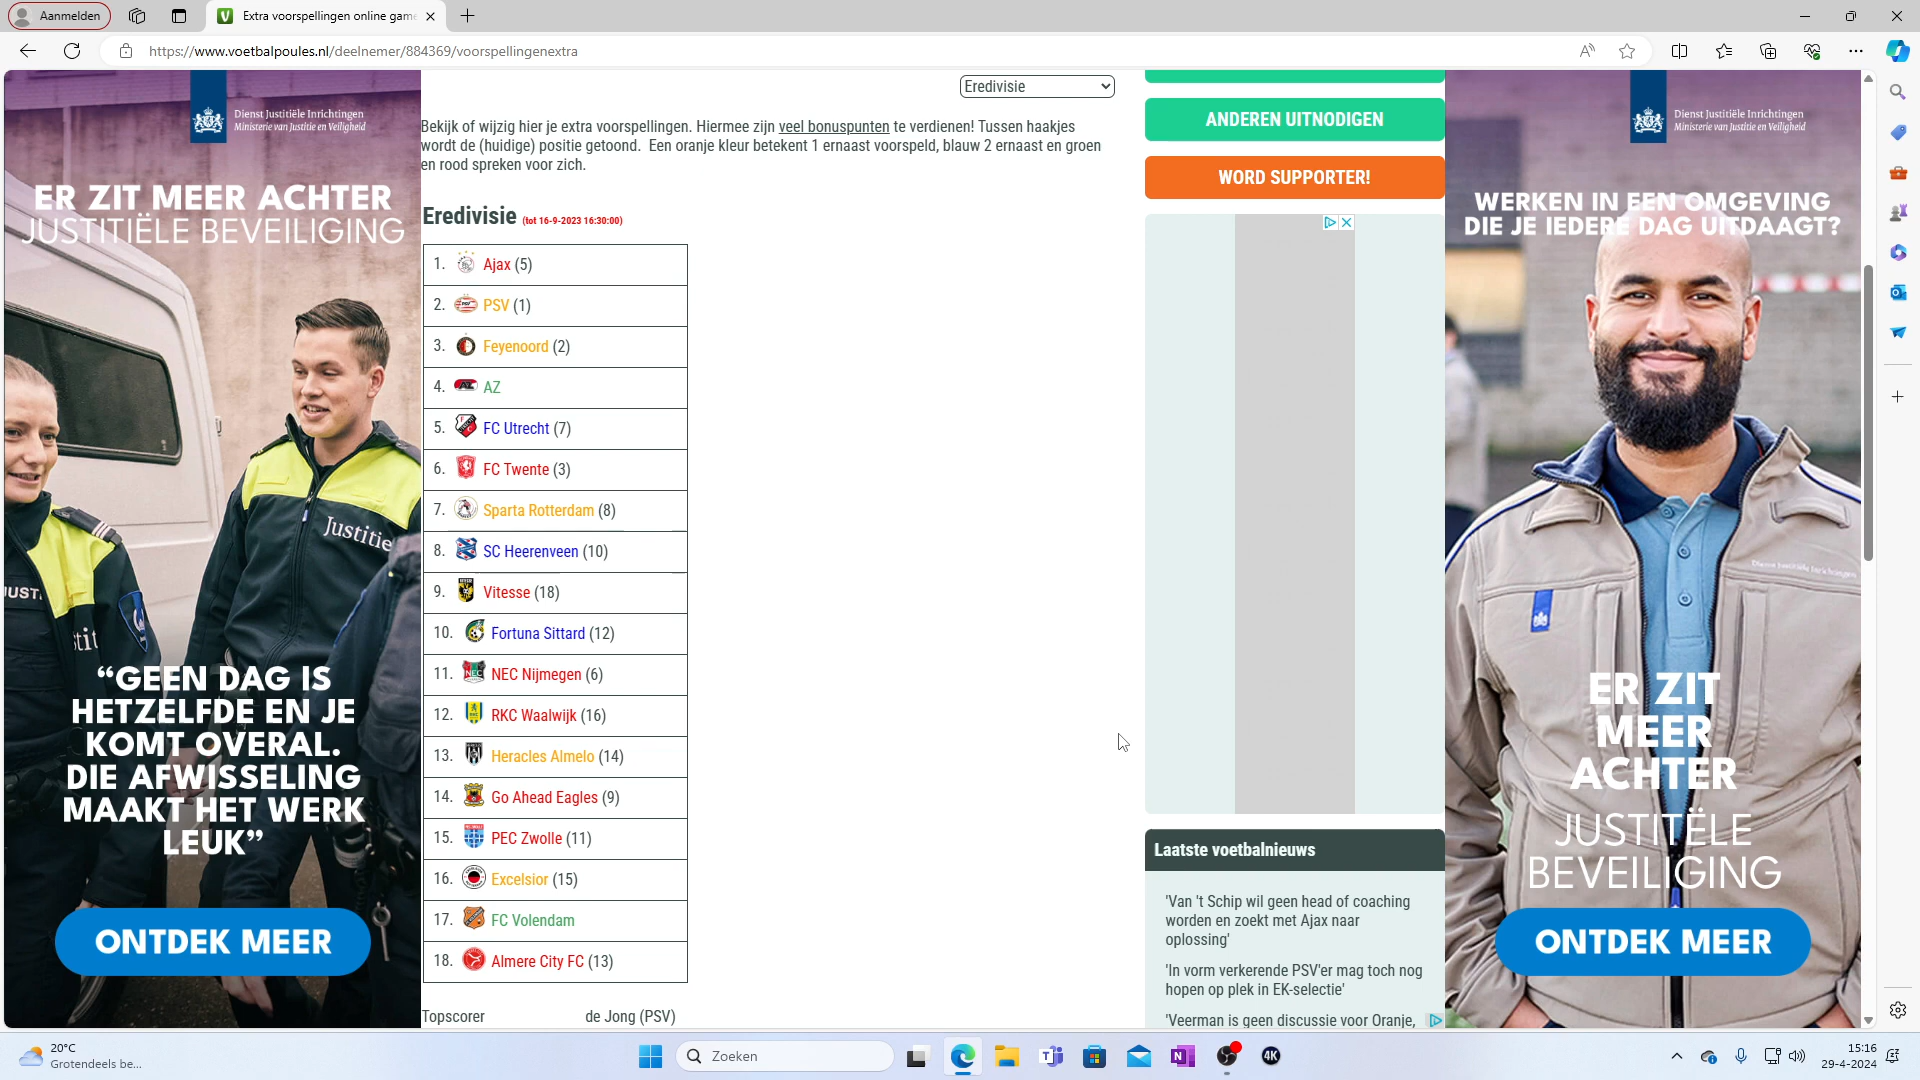 Aanmelden
Extra voorspellingen online game
https://www.voetbalpoules.nl/deelnemer/884369/voorspellingenextra
Dienst Justitiële Inrichtingen
Ministerie van Justitie en Veiligheid
ER ZIT MEER ACHTER
JUSTITIËLE BEVEILIGING
Justitie
"GEEN DAG IS
HETZELFDE EN JE
KOMT OVERAL.
DIE AFWISSELING
MAAKT HET WERK
LEUK"
ONTDEK MEER
Eredivisie
Bekijk of wijzig hier je extra voorspellingen. Hiermee zijn veel bonuspunten te verdienen! Tussen haakjes
wordt de (huidige) positie getoond. Een oranje kleur betekent 1 ernaast voorspeld, blauw 2 ernaast en groen
en rood spreken voor zich.
Eredivisie (tot 16-9-2023 16:30:00)
1. Ajax (5)
2. PSV (1)
3. Feyenoord (2)
4. AZ
5. FC Utrecht (7)
6. FC Twente (3)
7. Sparta Rotterdam (8)
8. SC Heerenveen (10)
9. Vitesse (18)
10. Fortuna Sittard (12)
11. NEC Nijmegen (6)
12. RKC Waalwijk (16)
13. Heracles Almelo (14)
14. Go Ahead Eagles (9)
15. PEC Zwolle (11)
16. Excelsior (15)
17. FC Volendam
18. Almere City FC (13)
Topscorer de Jong (PSV)
ANDEREN UITNODIGEN
WORD SUPPORTER!
Laatste voetbalnieuws
'Van 't Schip wil geen head of coaching
worden en zoekt met Ajax naar
oplossing'
'In vorm verkerende PSV'er mag toch nog
hopen op plek in EK-selectie'
'Veerman is geen discussie voor Oranje,
Dienst Justitiële Inrichtingen
Ministerie van Justitie en Veiligheid
WERKEN IN EEN OMGEVING
DIE JE IEDERE DAG UITDAAGT?
ER ZIT
MEER
ACHTER
JUSTITIËLE
BEVEILIGING
ONTDEK MEER
20°C
Grotendeels be...
Zoeken
4K
15:16
29-4-2024